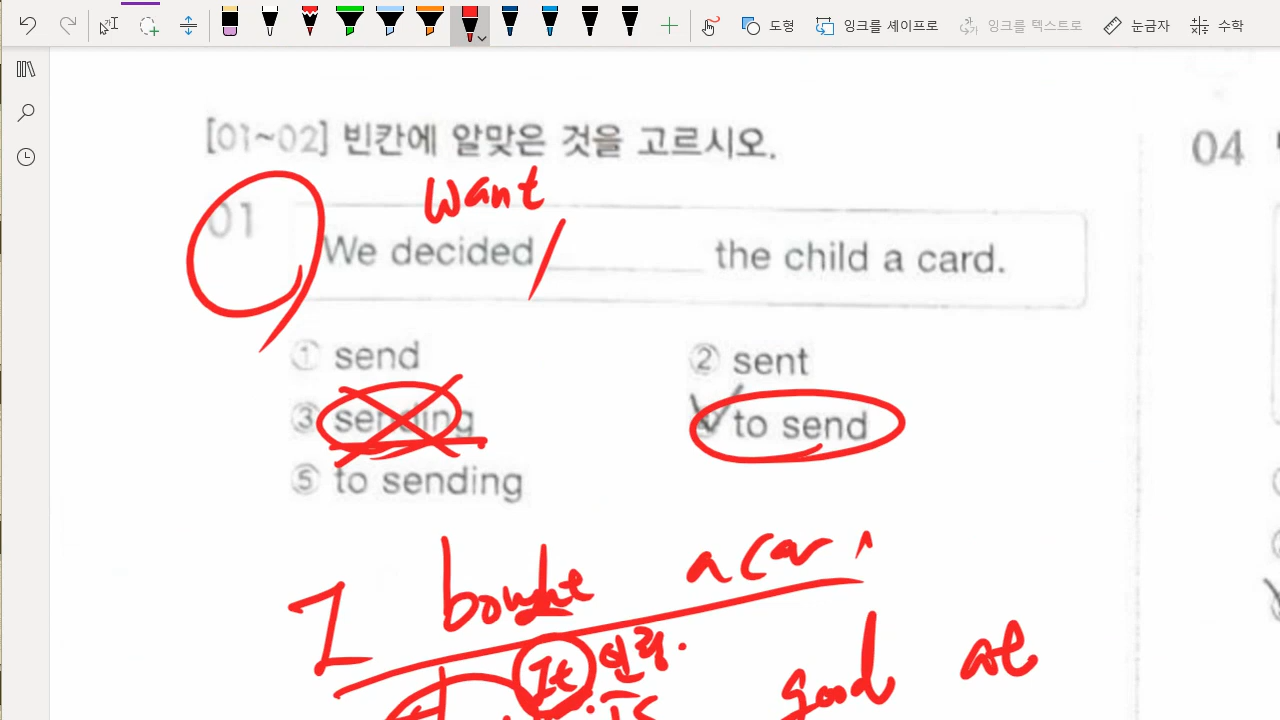 도형 잉크를 셰이프로 잉크를 텍스트로 눈금자 수학
[01~02] 빈칸에 알맞은 것을 고르시오.
04
want
01
We decided ______ the child a card.
① send
② sent
③ sending
to send
⑤ to sending
I bought a car
It
good at
is